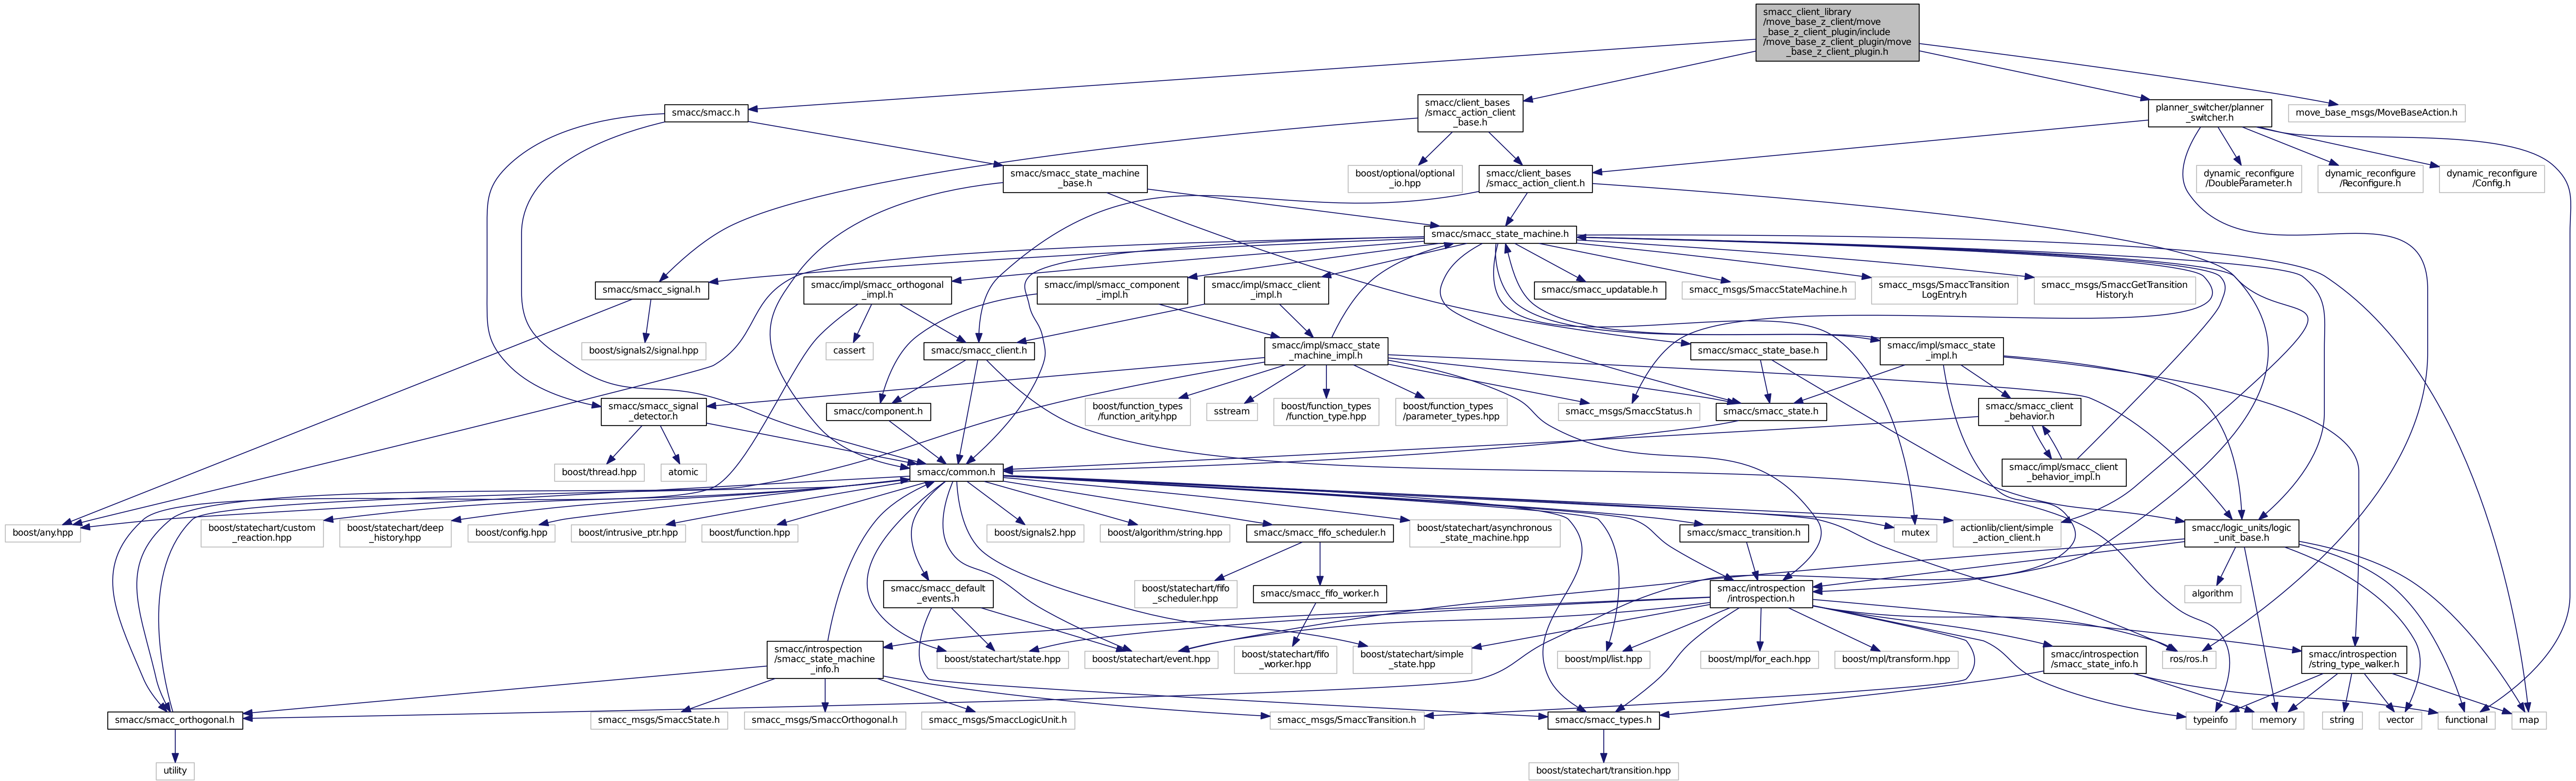 smacc_client_library
/move_base_z_client/move
_base_z_client_plugin/include
/move_base_z_client_plugin/move
_base_z_client_plugin.h
smacc/smacc.h
smacc/client_bases
/smacc_action_client
_base.h
planner_switcher/planner
_switcher.h
move_base_msgs/MoveBaseAction.h
smacc/smacc_state_machine
_base.h
boost/optional/optional
_io.hpp
smacc/client_bases
/smacc_action_client.h
dynamic_reconfigure
/DoubleParameter.h
dynamic_reconfigure
/Reconfigure.h
dynamic_reconfigure
/Config.h
smacc/smacc_state_machine.h
smacc/smacc_signal.h
smacc/impl/smacc_orthogonal
_impl.h
smacc/impl/smacc_component
_impl.h
smacc/impl/smacc_client
_impl.h
smacc/smacc_updatable.h
smacc_msgs/SmaccStateMachine.h
smacc_msgs/SmaccTransition
LogEntry.h
smacc_msgs/SmaccGetTransition
History.h
boost/signals2/signal.hpp
cassert
smacc/smacc_client.h
smacc/impl/smacc_state
_machine_impl.h
smacc/smacc_state_base.h
smacc/impl/smacc_state
_impl.h
smacc/smacc_signal
_detector.h
smacc/component.h
boost/function_types
/function_arity.hpp
sstream
boost/function_types
/function_type.hpp
boost/function_types
/parameter_types.hpp
smacc_msgs/SmaccStatus.h
smacc/smacc_state.h
smacc/smacc_client
_behavior.h
boost/thread.hpp
atomic
smacc/common.h
smacc/impl/smacc_client
_behavior_impl.h
boost/any.hpp
boost/statechart/custom
_reaction.hpp
boost/statechart/deep
_history.hpp
boost/config.hpp
boost/intrusive_ptr.hpp
boost/function.hpp
boost/signals2.hpp
boost/algorithm/string.hpp
smacc/smacc_fifo_scheduler.h
boost/statechart/asynchronous
_state_machine.hpp
smacc/smacc_transition.h
mutex
actionlib/client/simple
_action_client.h
smacc/logic_units/logic
_unit_base.h
smacc/smacc_default
_events.h
boost/statechart/fifo
_scheduler.hpp
smacc/smacc_fifo_worker.h
smacc/introspection
/introspection.h
algorithm
smacc/introspection
/smacc_state_machine
_info.h
boost/statechart/state.hpp
boost/statechart/event.hpp
boost/statechart/fifo
_worker.hpp
boost/statechart/simple
_state.hpp
boost/mpl/list.hpp
boost/mpl/for_each.hpp
boost/mpl/transform.hpp
smacc/introspection
/smacc_state_info.h
ros/ros.h
smacc/introspection
/string_type_walker.h
smacc/smacc_orthogonal.h
smacc_msgs/SmaccState.h
smacc_msgs/SmaccOrthogonal.h
smacc_msgs/SmaccLogicUnit.h
smacc_msgs/SmaccTransition.h
smacc/smacc_types.h
typeinfo
memory
string
vector
functional
map
utility
boost/statechart/transition.hpp